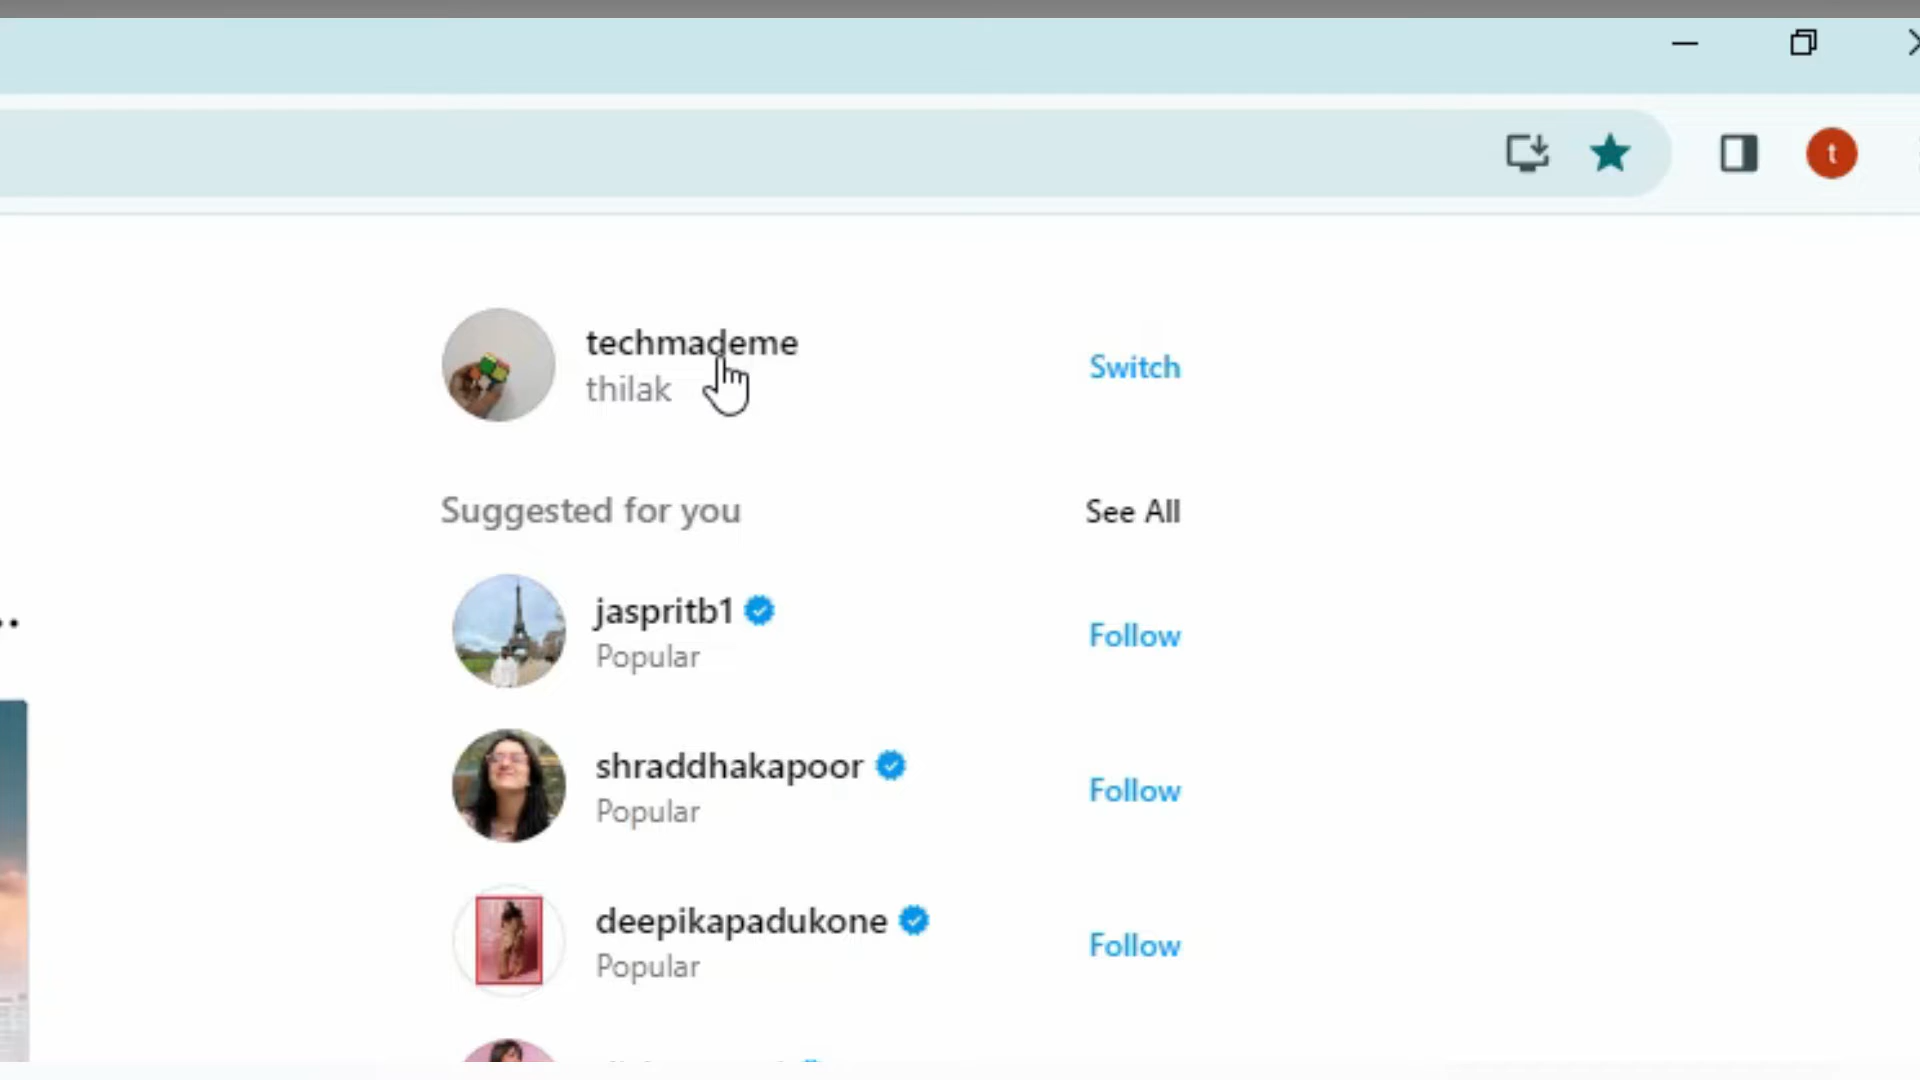 t
techmademe
thilak
Switch
Suggested for you
See All
jaspritb1
Popular
Follow
shraddhakapoor
Popular
Follow
deepikapadukone
Popular
Follow